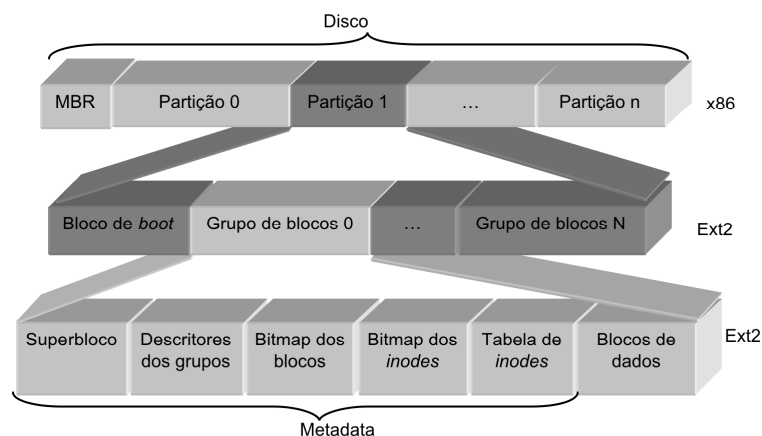 Disco
MBR
Partição 0
Partição 1
...
Partição n
x86
Bloco de boot
Grupo de blocos 0
...
Grupo de blocos N
Ext2
Superbloco
Descritores
dos grupos
Bitmap dos
blocos
Bitmap dos
inodes
Tabela de
inodes
Blocos de
dados
Ext2
Metadata